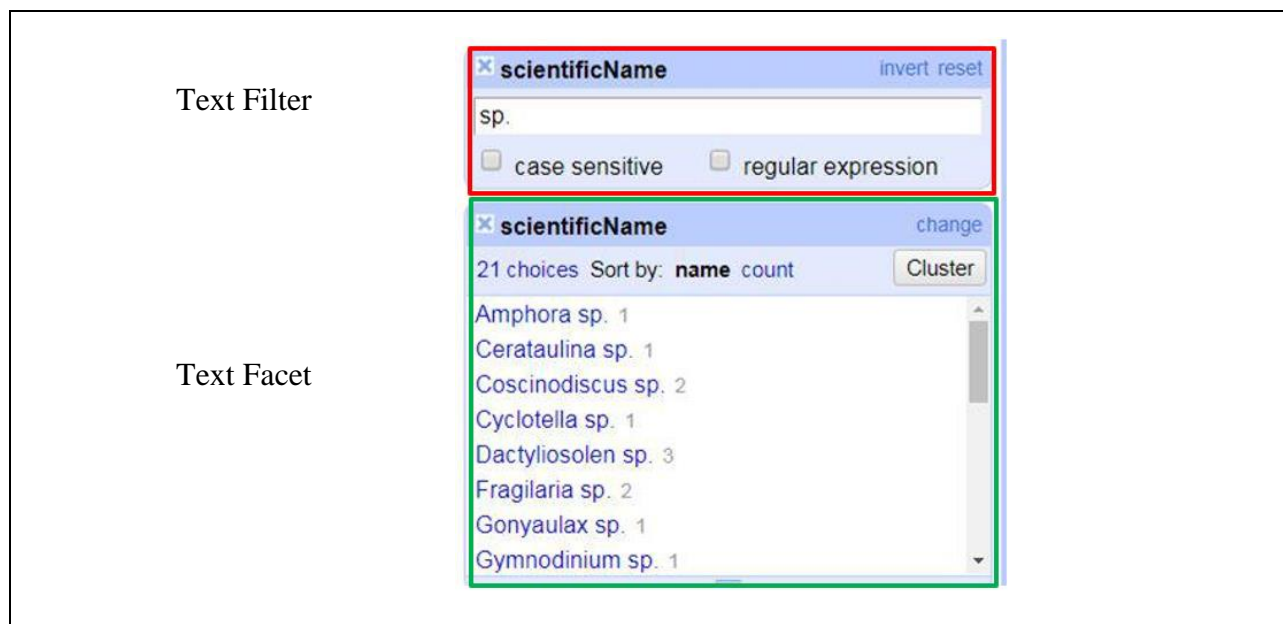 Text Filter
scientificName invert reset
sp.
case sensitive regular expression
scientificName change
21 choices Sort by: name count Cluster
Amphora sp. 1
Cerataulina sp. 1
Coscinodiscus sp. 2
Cyclotella sp. 1
Text Facet
Dactyliosolen sp. 3
Fragilaria sp. 2
Gonyaulax sp. 1
Gymnodinium sp. 1